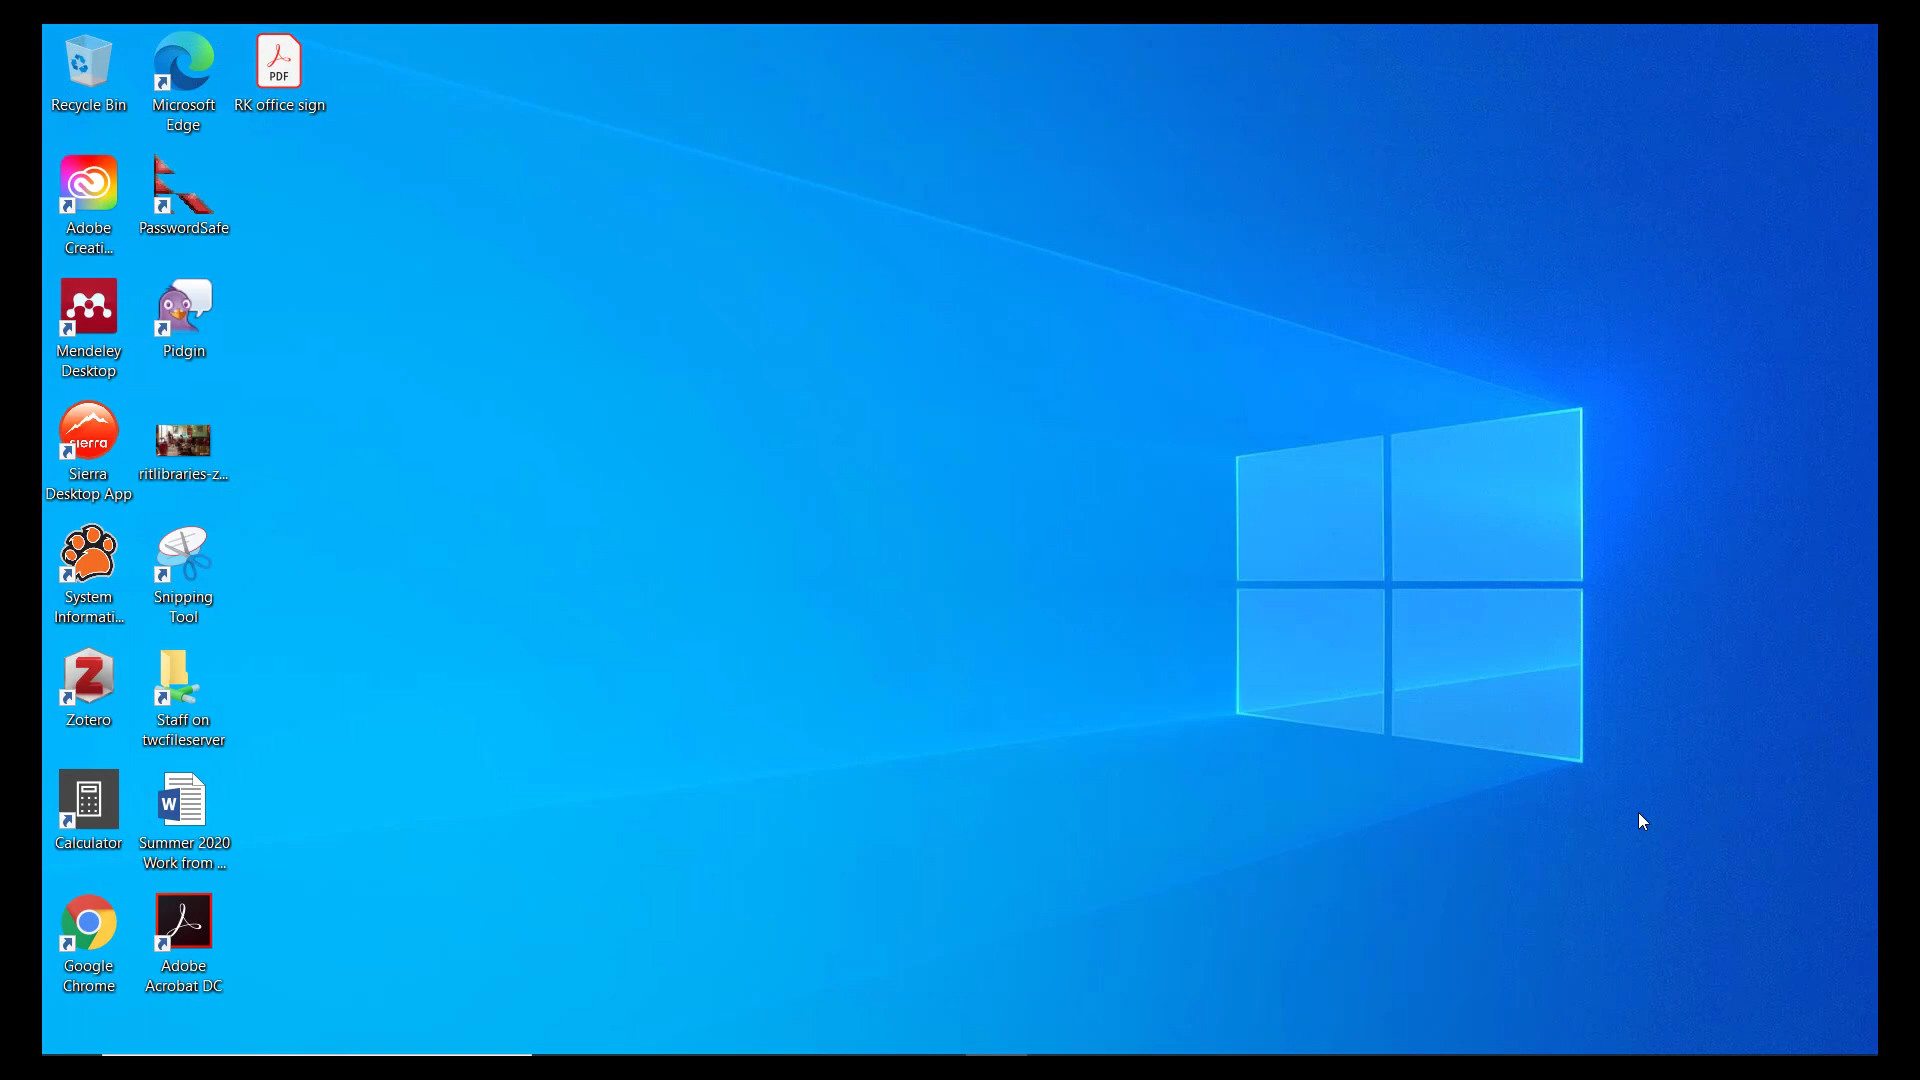 Recycle Bin
Microsoft
Edge
PDF
RK office sign
Adobe
Creati...
PasswordSafe
Mendeley
Desktop
Pidgin
sierra
Sierra
Desktop App
ritlibraries-z...
System
Informati...
Snipping
Tool
Z
Zotero
Staff on
twcfileserver
Calculator
W
Summer 2020
Work from ...
Google
Chrome
Adobe
Acrobat DC